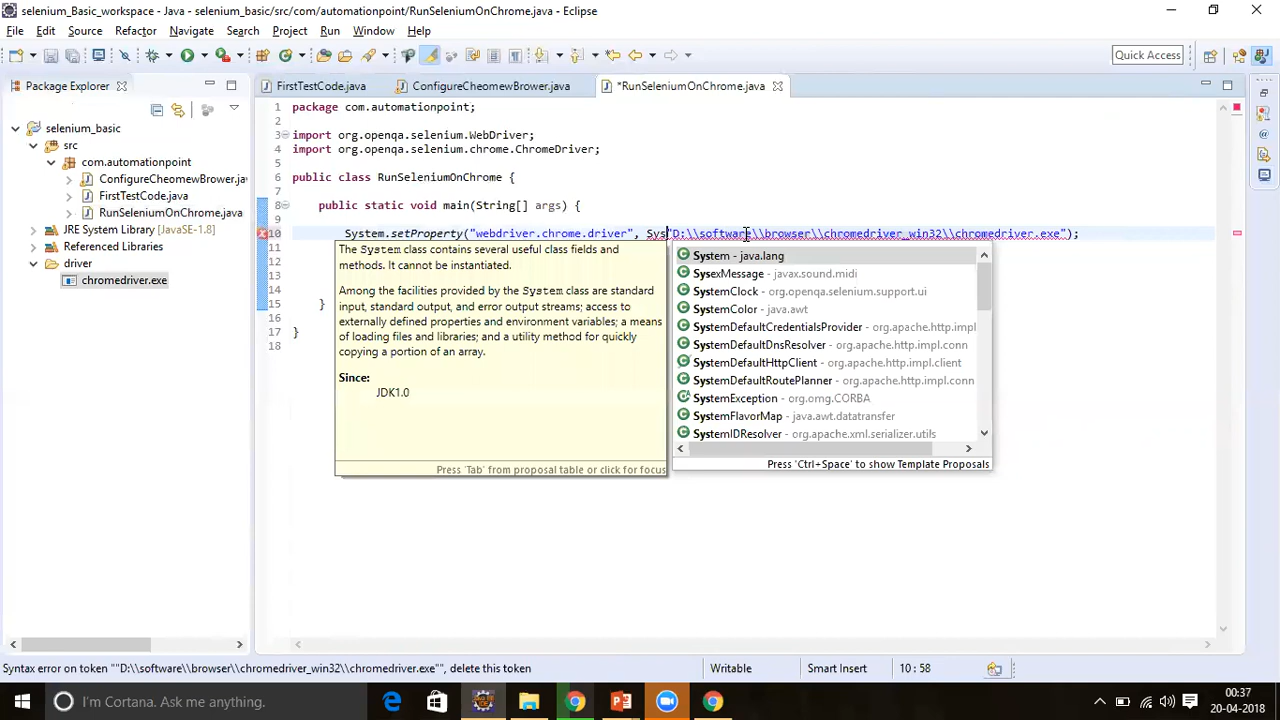 selenium_Basic_workspace - Java - selenium_basic/src/com/automationpoint/RunSeleniumOnChrome.java - Eclipse
File Edit Source Refactor Navigate Search Project Run Window Help
Quick Access
Package Explorer
FirstTestCode.java ConfigureCheomewBrower.java *RunSeleniumOnChrome.java
selenium_basic
src
com.automationpoint
ConfigureCheomewBrower.java
FirstTestCode.java
RunSeleniumOnChrome.java
JRE System Library [JavaSE-1.8]
Referenced Libraries
driver
chromedriver.exe
1 package com.automationpoint;
2
3 import org.openqa.selenium.WebDriver;
4 import org.openqa.selenium.chrome.ChromeDriver;
5
6 public class RunSeleniumOnChrome {
7
8 public static void main(String[] args) {
9
10 System.setProperty("webdriver.chrome.driver", Sys"D:\\software\\browser\\chromedriver_win32\\chromedriver.exe");
11
15 }
16
17 }
18
The System class contains several useful class fields and
methods. It cannot be instantiated.
Among the facilities provided by the System class are standard
input, standard output, and error output streams; access to
externally defined properties and environment variables; a means
of loading files and libraries; and a utility method for quickly
copying a portion of an array.
Since:
JDK1.0
Press 'Tab' from proposal table or click for focus
System - java.lang
SysexMessage - javax.sound.midi
SystemClock - org.openqa.selenium.support.ui
SystemColor - java.awt
SystemDefaultCredentialsProvider - org.apache.http.impl
SystemDefaultDnsResolver - org.apache.http.impl.conn
SystemDefaultHttpClient - org.apache.http.impl.client
SystemDefaultRoutePlanner - org.apache.http.impl.conn
SystemException - org.omg.CORBA
SystemFlavorMap - java.awt.datatransfer
SystemIDResolver - org.apache.xml.serializer.utils
Press 'Ctrl+Space' to show Template Proposals
Syntax error on token ""D:\\software\\browser\\chromedriver_win32\\chromedriver.exe"", delete this token
Writable Smart Insert 10 : 58
I'm Cortana. Ask me anything.
00:37
20-04-2018